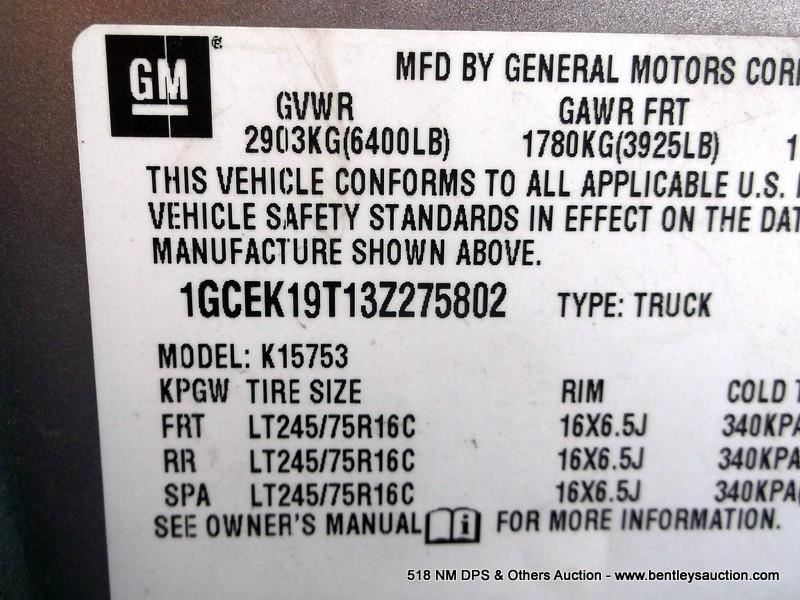 GM®
MFD BY GENERAL MOTORS
GVWR GAWR FRT
2903KG(6400LB) 1780KG(3925LB) 1
THIS VEHICLE CONFORMS TO ALL APPLICABLE U.S.
VEHICLE SAFETY STANDARDS IN EFFECT ON THE
MANUFACTURE SHOWN ABOVE.
1GCEK19T13Z275802 TYPE: TRUCK
MODEL: K15753
KPGW TIRE SIZE RIM COLD
FRT LT245/75R16C 16X6.5J 340KPA
RR LT245/75R16C 16X6.5J 340KPA
SPA LT245/75R16C 16X6.5J 340KPA
SEE OWNER'S MANUAL i FOR MORE INFORMATION.
518 NM DPS & Others Auction - www.bentleysauction.com